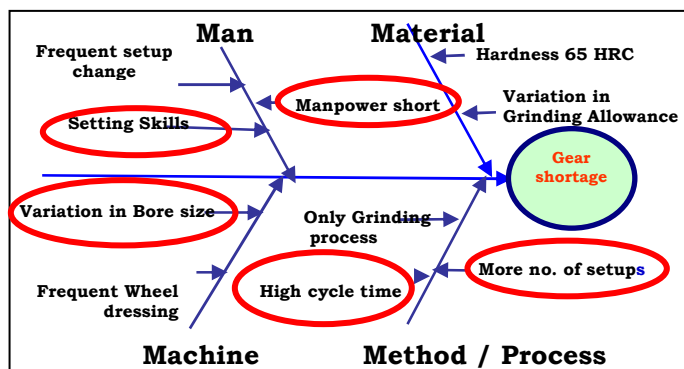 Man
Material
Frequent setup
change
Hardness 65 HRC
Manpower short
Variation in
Grinding Allowance
Setting Skills
Gear
shortage
Variation in Bore size
Only Grinding
process
More no. of setups
Frequent Wheel
dressing
High cycle time
Machine
Method / Process